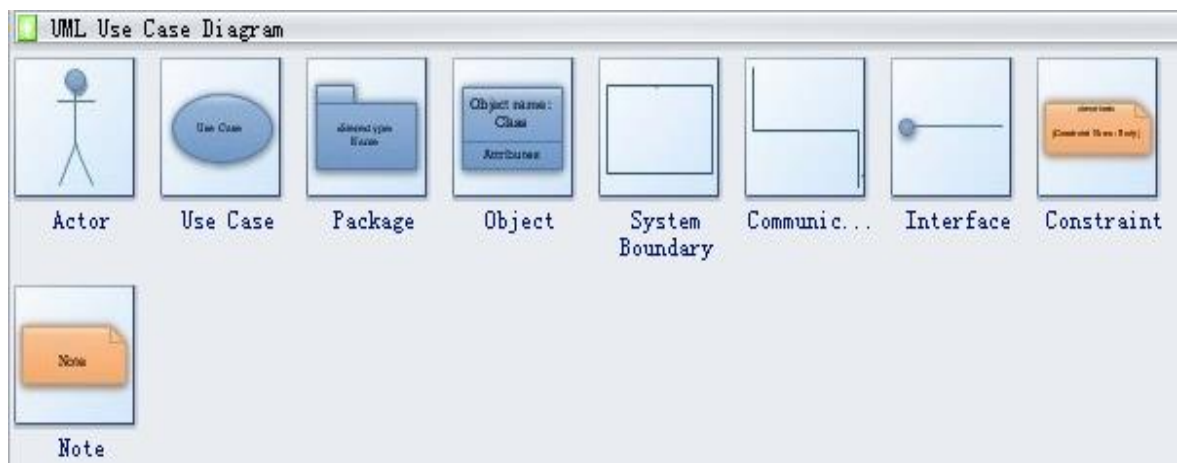 UML Use Case Diagram
Use Case
Name
Object name :
Class
Attributes
Actor
Use Case
Package
Object
System
Boundary
Communic...
Interface
Constraint
Note
Note